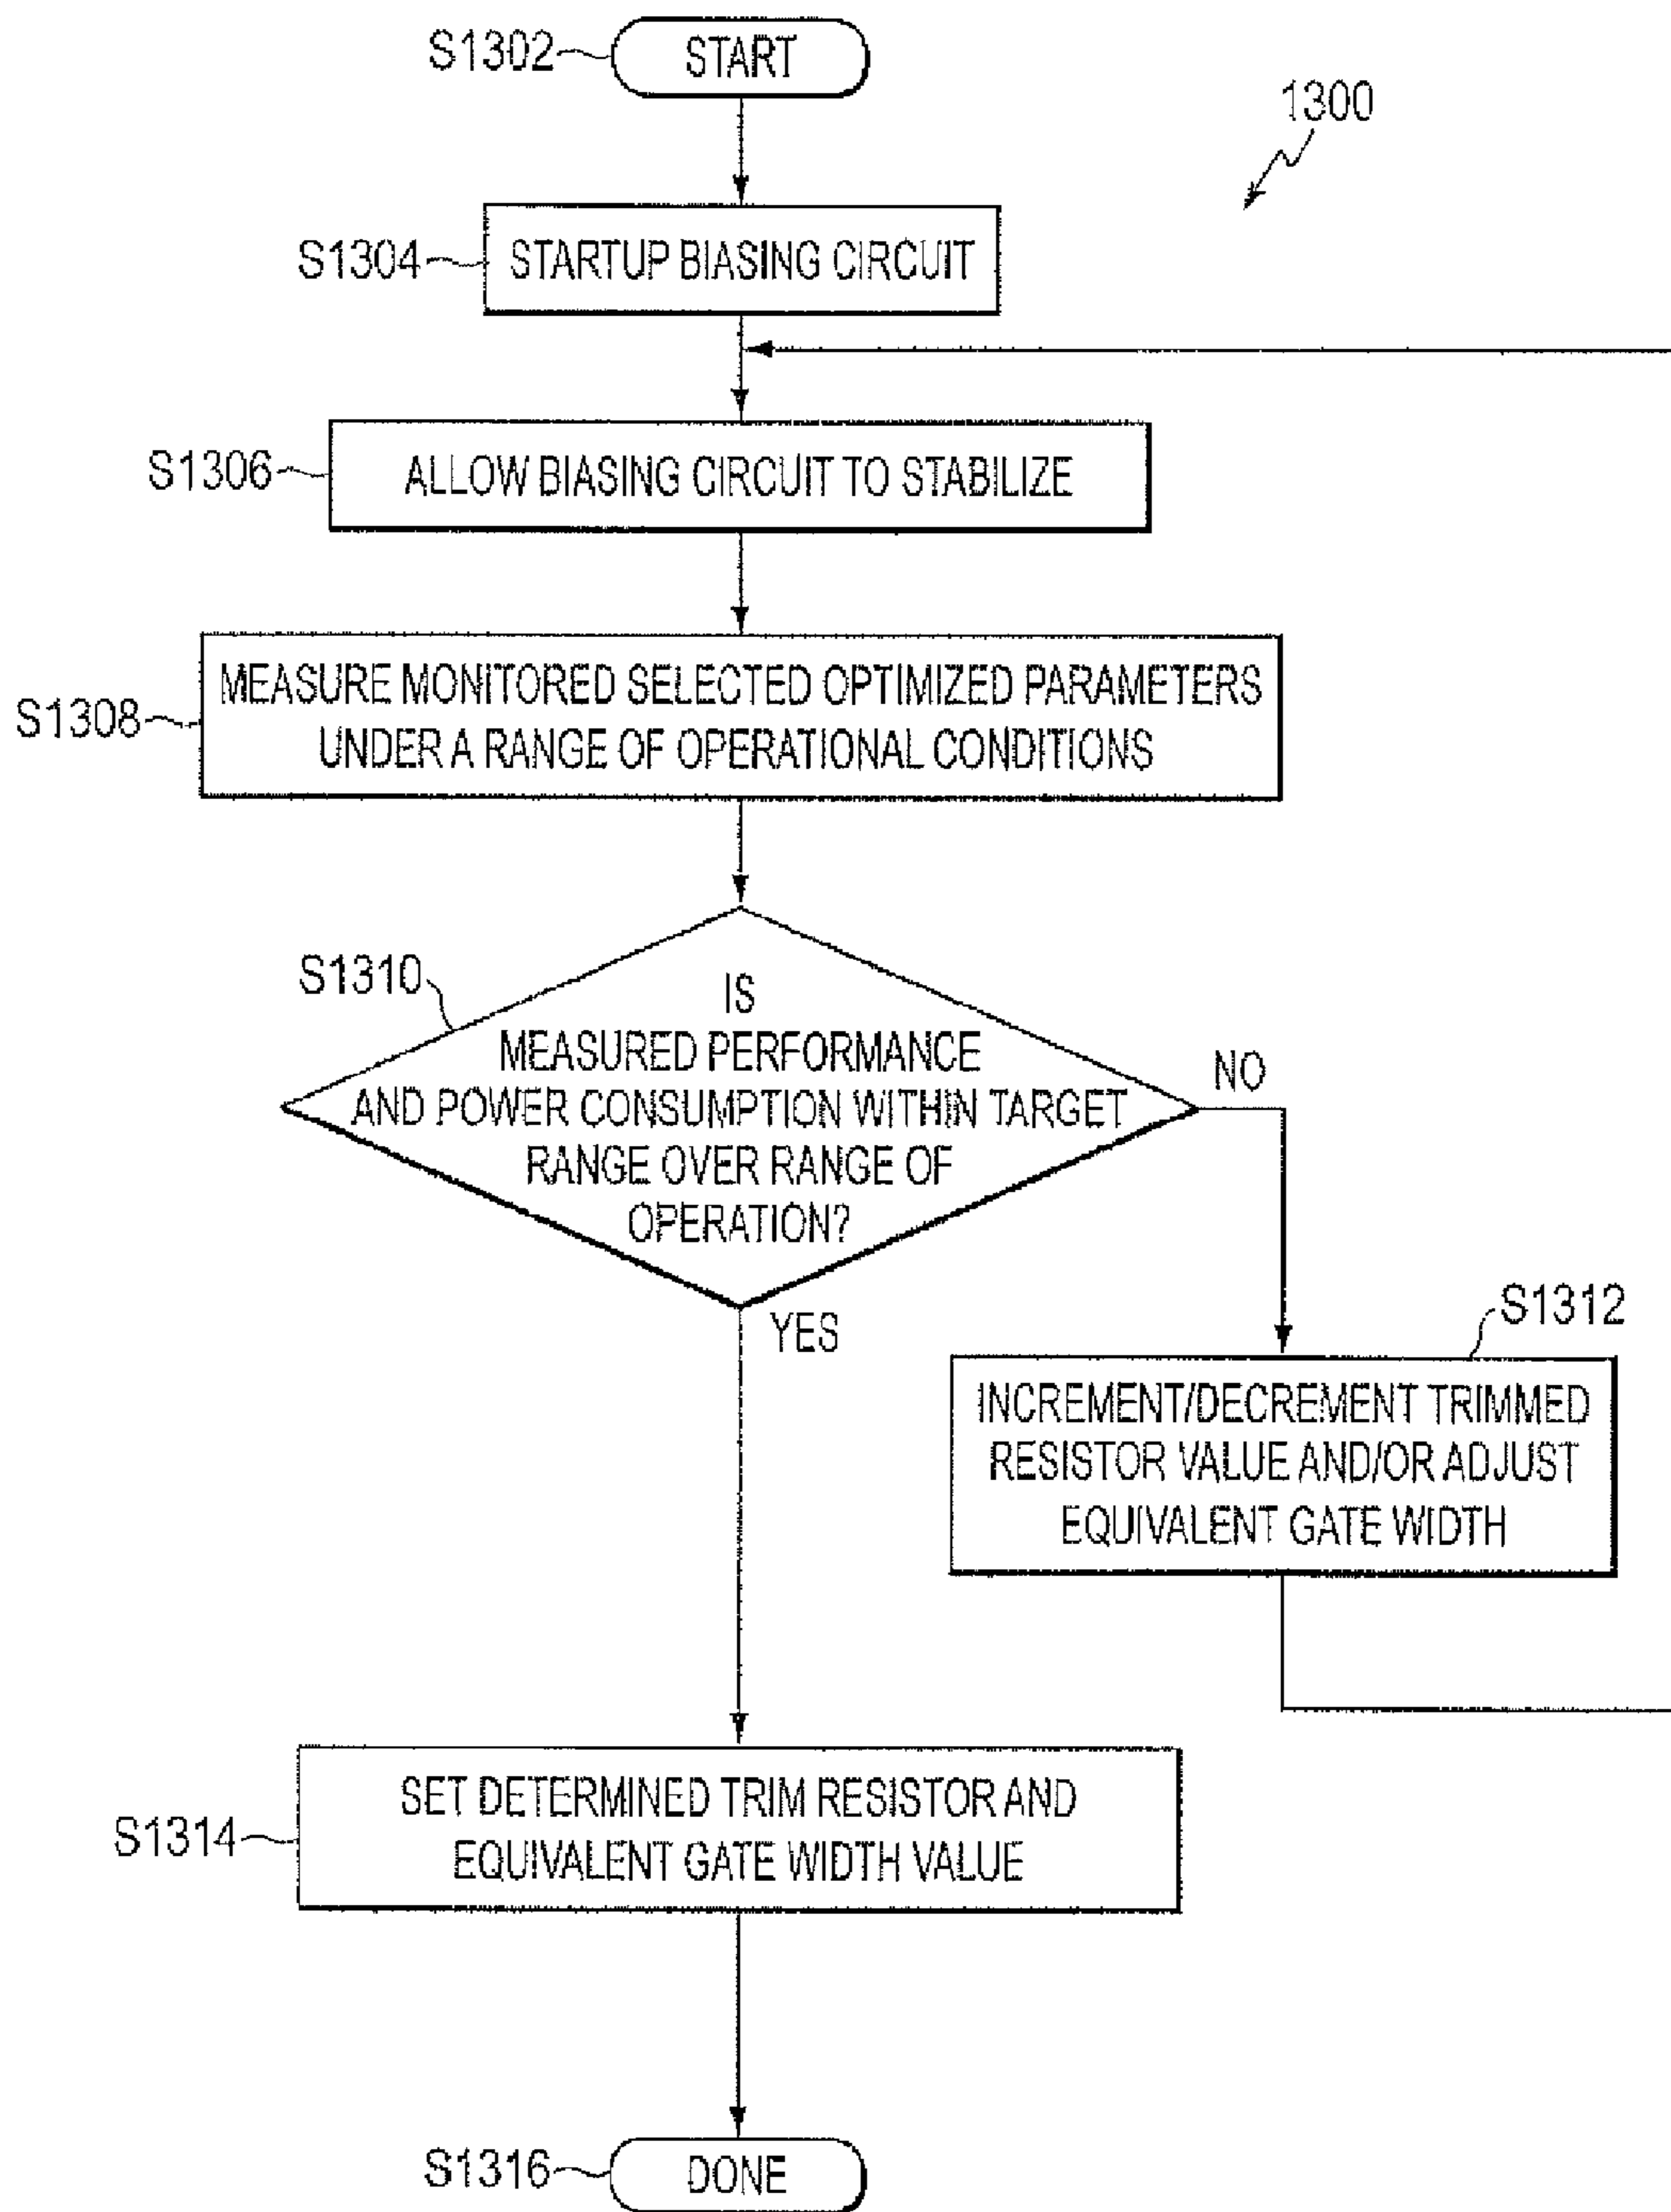 S1302
START
1300
S1304
STARTUP BIASING CIRCUIT
S1306
ALLOW BIASING CIRCUIT TO STABILIZE
S1308
MEASURE MONITORED SELECTED OPTIMIZED PARAMETERS
UNDER A RANGE OF OPERATIONAL CONDITIONS
S1310
IS
MEASURED PERFORMANCE
AND POWER CONSUMPTION WITHIN TARGET
RANGE OVER RANGE OF
OPERATION?
NO
YES
S1312
INCREMENT/DECREMENT TRIMMED
RESISTOR VALUE AND/OR ADJUST
EQUIVALENT GATE WIDTH
S1314
SET DETERMINED TRIM RESISTOR AND
EQUIVALENT GATE WIDTH VALUE
S1316
DONE